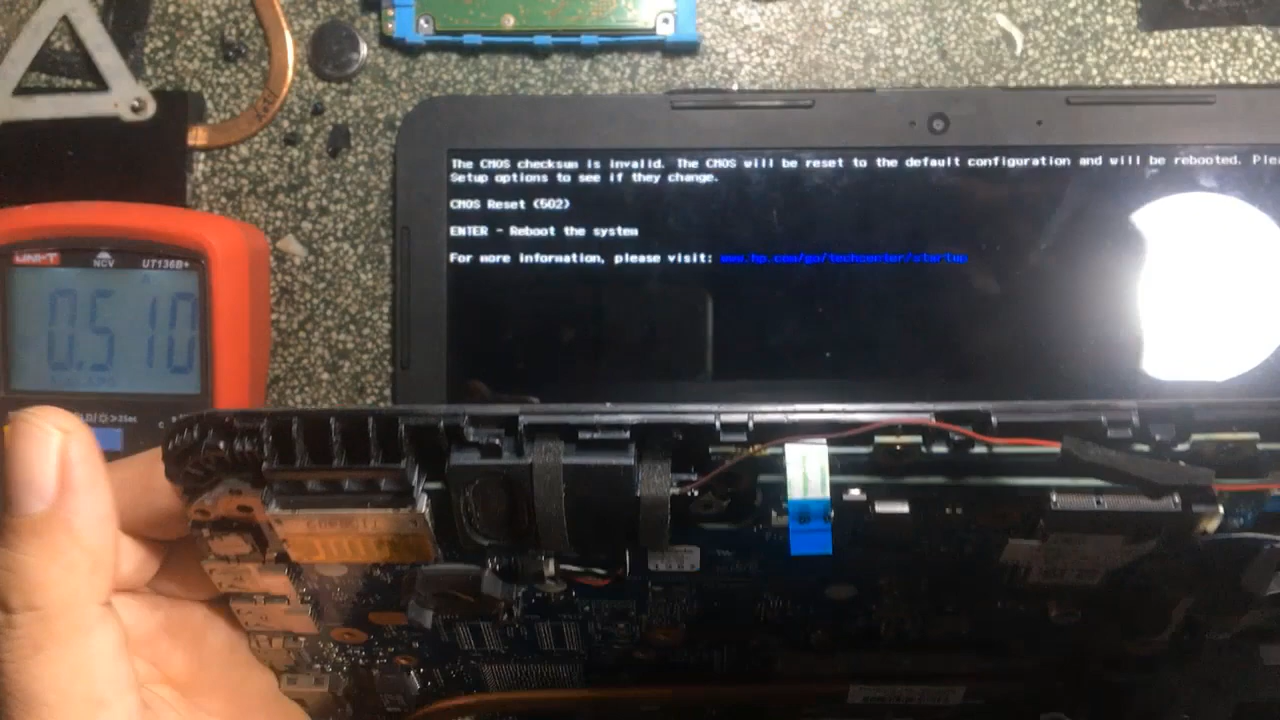 The CMOS checksum is invalid. The CMOS will be reset to the default configuration and will be rebooted. Plea
Setup options to see if they change.
CMOS Reset (502)
ENTER - Reboot the system
For more information, please visit: www.hp.com/go/techcenter/startup
UNI-T
NCV
UT136B+
0.510